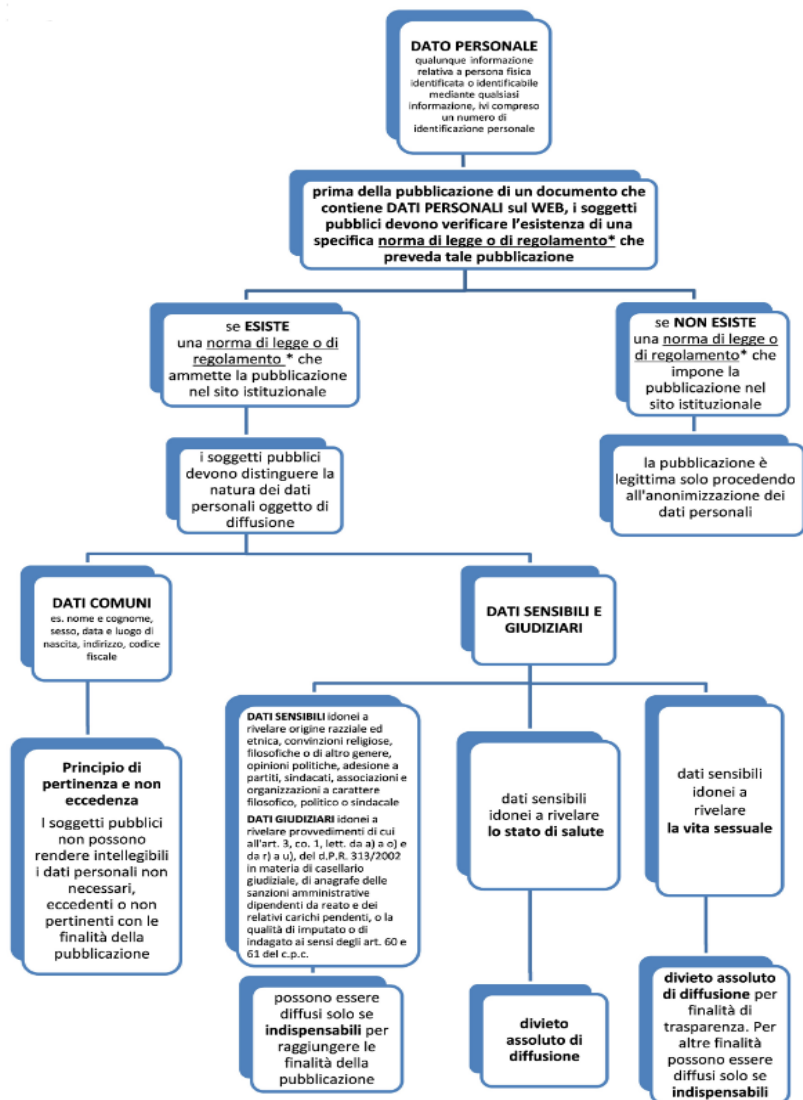 DATO PERSONALE
qualunque informazione
relativa a persona fisica
identificata o identificabile
mediante qualsiasi
informazione, ivi compreso
un numero di
identificazione personale
prima della pubblicazione di un documento che
contiene DATI PERSONALI sul WEB, i soggetti
pubblici devono verificare l'esistenza di una
specifica norma di legge o di regolamento* che
preveda tale pubblicazione
se ESISTE
una norma di legge o di
regolamento * che
ammette la pubblicazione
nel sito istituzionale
se NON ESISTE
una norma di legge o
di regolamento* che
impone la
pubblicazione nel
sito istituzionale
i soggetti pubblici
devono distinguere la
natura dei dati
personali oggetto di
diffusione
la pubblicazione è
legittima solo procedendo
all'anonimizzazione dei
dati personali
DATI COMUNI
es. nome e cognome,
sesso, data e luogo di
nascita, indirizzo, codice
fiscale
DATI SENSIBILI E
GIUDIZIARI
Principio di
pertinenza e non
eccedenza
I soggetti pubblici
non possono
rendere intellegibili
i dati personali non
necessari,
eccedenti o non
pertinenti con le
finalità della
pubblicazione
DATI SENSIBILI idonei a
rivelare origine razziale ed
etnica, convinzioni religiose,
filosofiche o di altro genere,
opinioni politiche, adesione a
partiti, sindacati, associazioni e
organizzazioni a carattere
filosofico, politico o sindacale
DATI GIUDIZIARI idonei a
rivelare provvedimenti di cui
all'art. 3, co. 1, lett. da a) a o) e
da r) a u), del d.P.R. 313/2002
in materia di casellario
giudiziale, di anagrafe delle
sanzioni amministrative
dipendenti da reato e dei
relativi carichi pendenti, o la
qualità di imputato o di
indagato ai sensi degli art. 60 e
61 del c.p.c.
dati sensibili
idonei a rivelare
lo stato di salute
dati sensibili
idonei a
rivelare
la vita sessuale
possono essere
diffusi solo se
indispensabili per
raggiungere le
finalità della
pubblicazione
divieto
assoluto di
diffusione
divieto assoluto
di diffusione per
finalità di
trasparenza. Per
altre finalità
possono essere
diffusi solo se
indispensabili